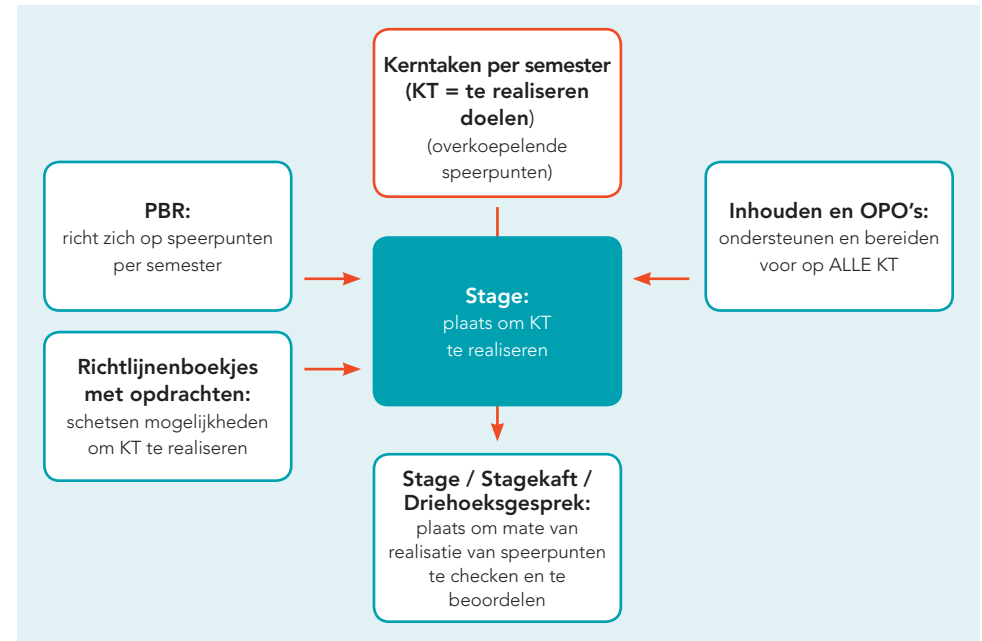 Kerntaken per semester
(KT = te realiseren
doelen)
(overkoepelende
speerpunten)
PBR:
richt zich op speerpunten
per semester
Inhouden en OPO's:
ondersteunen en bereiden
voor op ALLE KT
Stage:
plaats om KT
te realiseren
Richtlijnenboekjes
met opdrachten:
schetsen mogelijkheden
om KT te realiseren
Stage / Stagekaft /
Driehoeksgesprek:
plaats om mate van
realisatie van speerpunten
te checken en te
beoordelen